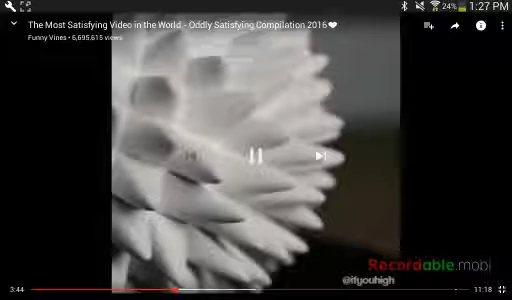 24% 1:27 PM
The Most Satisfying Video in the World - Oddly Satisfying Compilation 2016❤
Funny Vines • 6,695,615 views
Recordable.mobi
@ifyouhigh
3:44 11:18